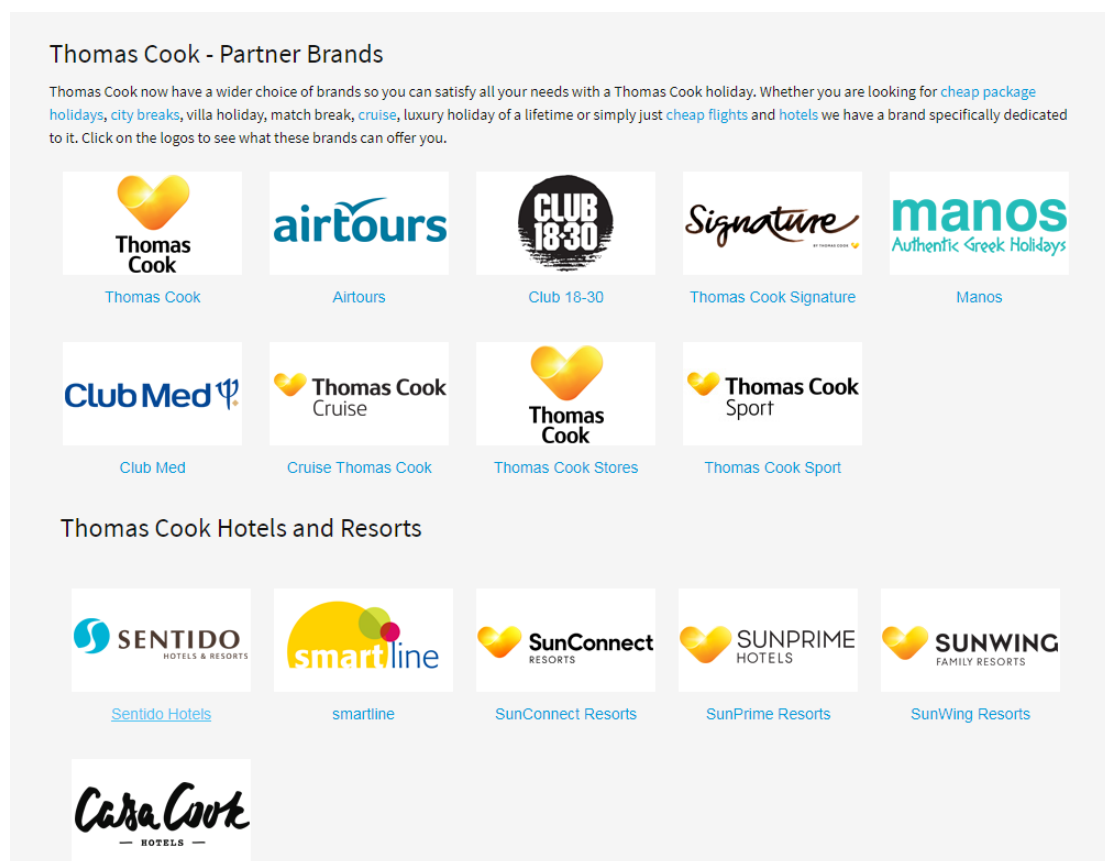 Thomas Cook - Partner Brands
Thomas Cook now have a wider choice of brands so you can satisfy all your needs with a Thomas Cook holiday. Whether you are looking for cheap package
holidays, city breaks, villa holiday, match break, cruise, luxury holiday of a lifetime or simply just cheap flights and hotels we have a brand specifically dedicated
to it. Click on the logos to see what these brands can offer you.
Thomas
Cook
airtours
CLUB
18-30
Signature
BY THOMAS COOK
manos
Authentic Greek Holidays
Thomas Cook
Airtours
Club 18-30
Thomas Cook Signature
Manos
Club Med
Thomas Cook
Cruise
Thomas
Cook
Thomas Cook
Sport
Club Med
Cruise Thomas Cook
Thomas Cook Stores
Thomas Cook Sport
Thomas Cook Hotels and Resorts
SENTIDO
HOTELS & RESORTS
smartline
SunConnect
RESORTS
SUNPRIME
HOTELS
SUNWING
FAMILY RESORTS
Sentido Hotels
smartline
SunConnect Resorts
SunPrime Resorts
SunWing Resorts
Casa Cook
— HOTELS —